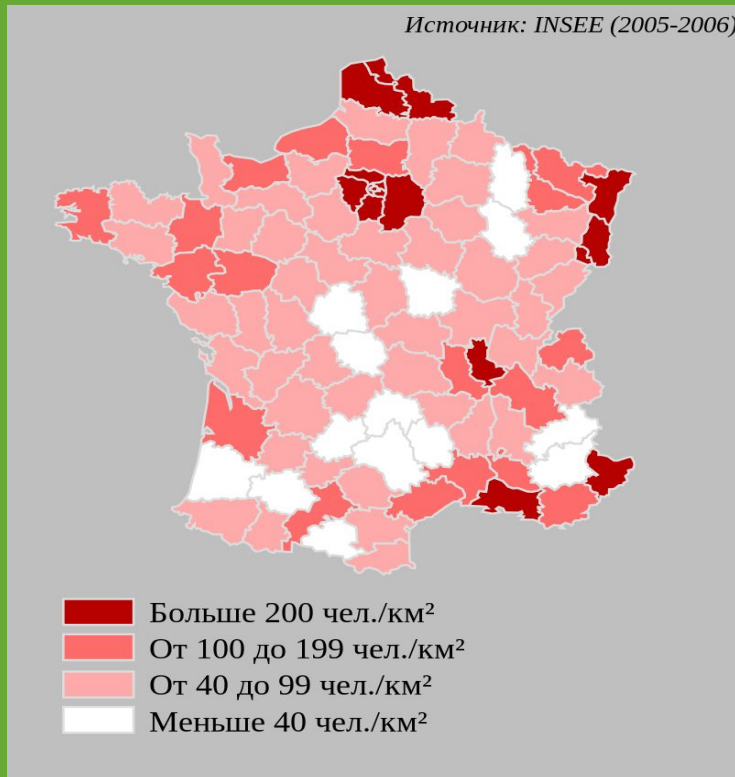 Источник: INSEE (2005-2006)
Больше 200 чел./км²
От 100 до 199 чел./км²
От 40 до 99 чел./км²
Меньше 40 чел./км²